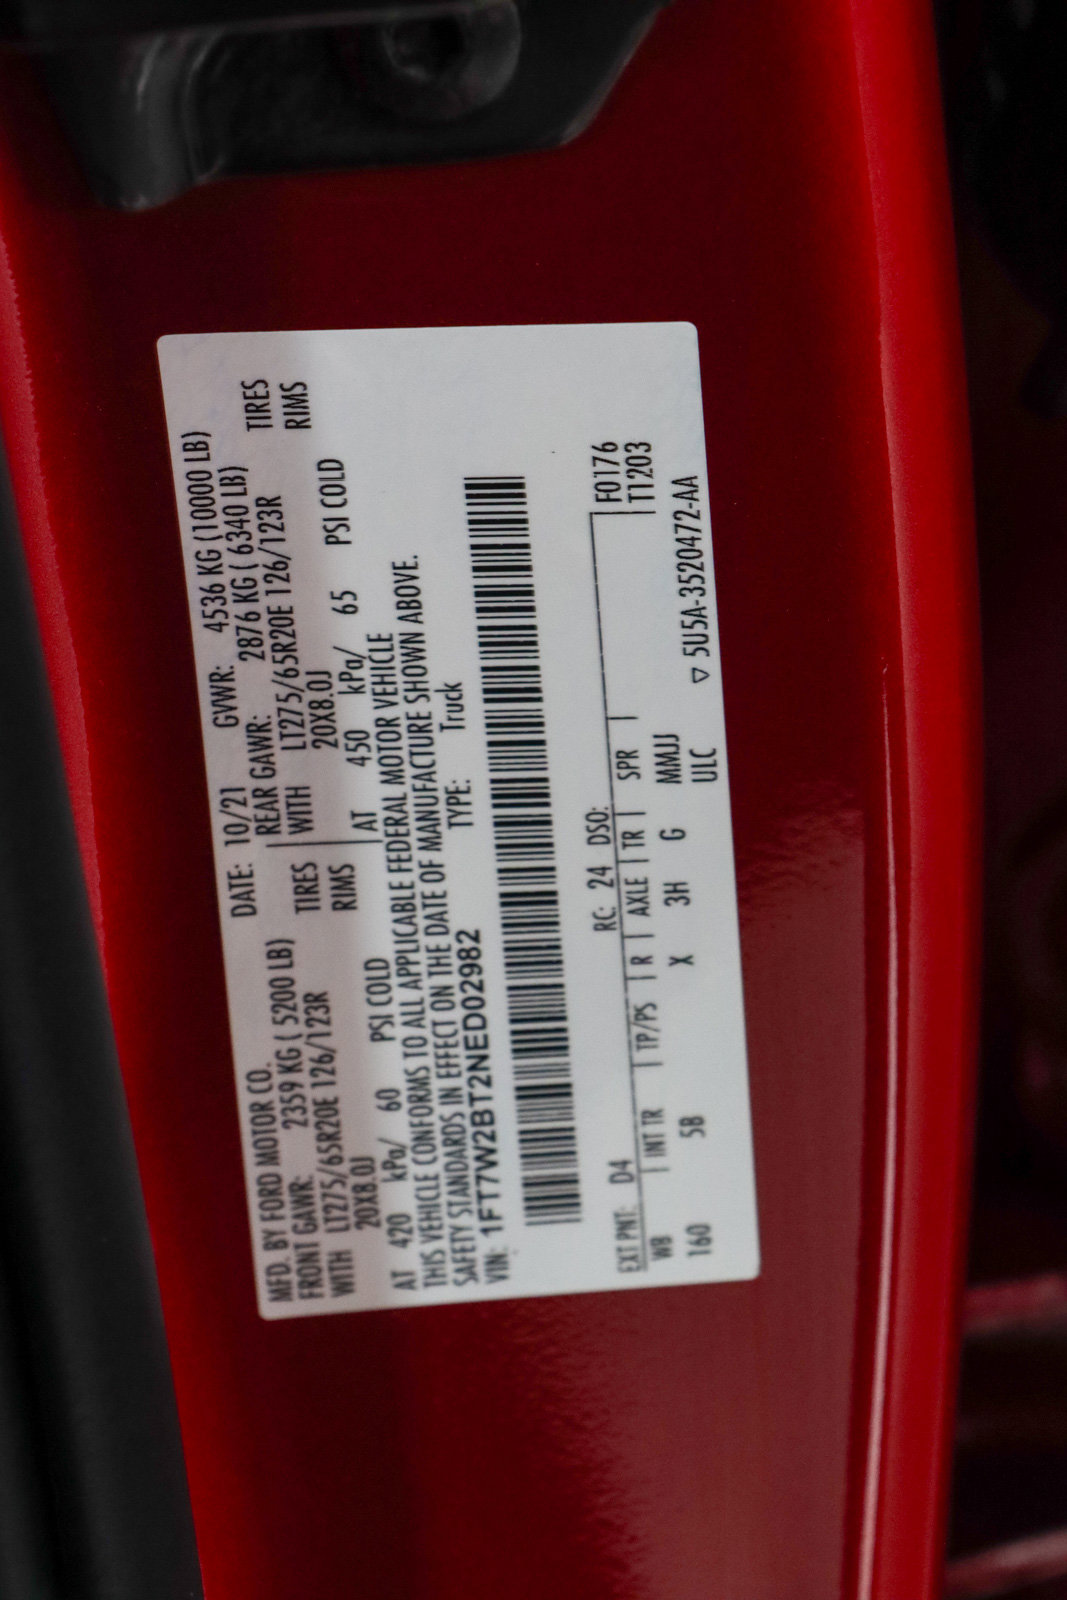 MFD. BY FORD MOTOR CO.
DATE: 10/21 GVWR: 4536 KG (10000 LB)
FRONT GAWR: 2359 KG ( 5200 LB)
REAR GAWR: 2876 KG ( 6340 LB)
WITH LT275/65R20E 126/123R TIRES
WITH LT275/65R20E 126/123R TIRES
20X8.0J RIMS
20X8.0J RIMS
AT 420 kPa/ 60 PSI COLD
AT 450 kPa/ 65 PSI COLD
THIS VEHICLE CONFORMS TO ALL APPLICABLE FEDERAL MOTOR VEHICLE
SAFETY STANDARDS IN EFFECT ON THE DATE OF MANUFACTURE SHOWN ABOVE.
VIN: 1FT7W2BT2NED02982 TYPE: Truck
EXT PNT: D4 RC: 24 DSO: F0176
WB INT TR TP/PS R AXLE TR SPR T1203
160 5B X 3H G MMJJ
ULC ▽ 5U5A-3520472-AA